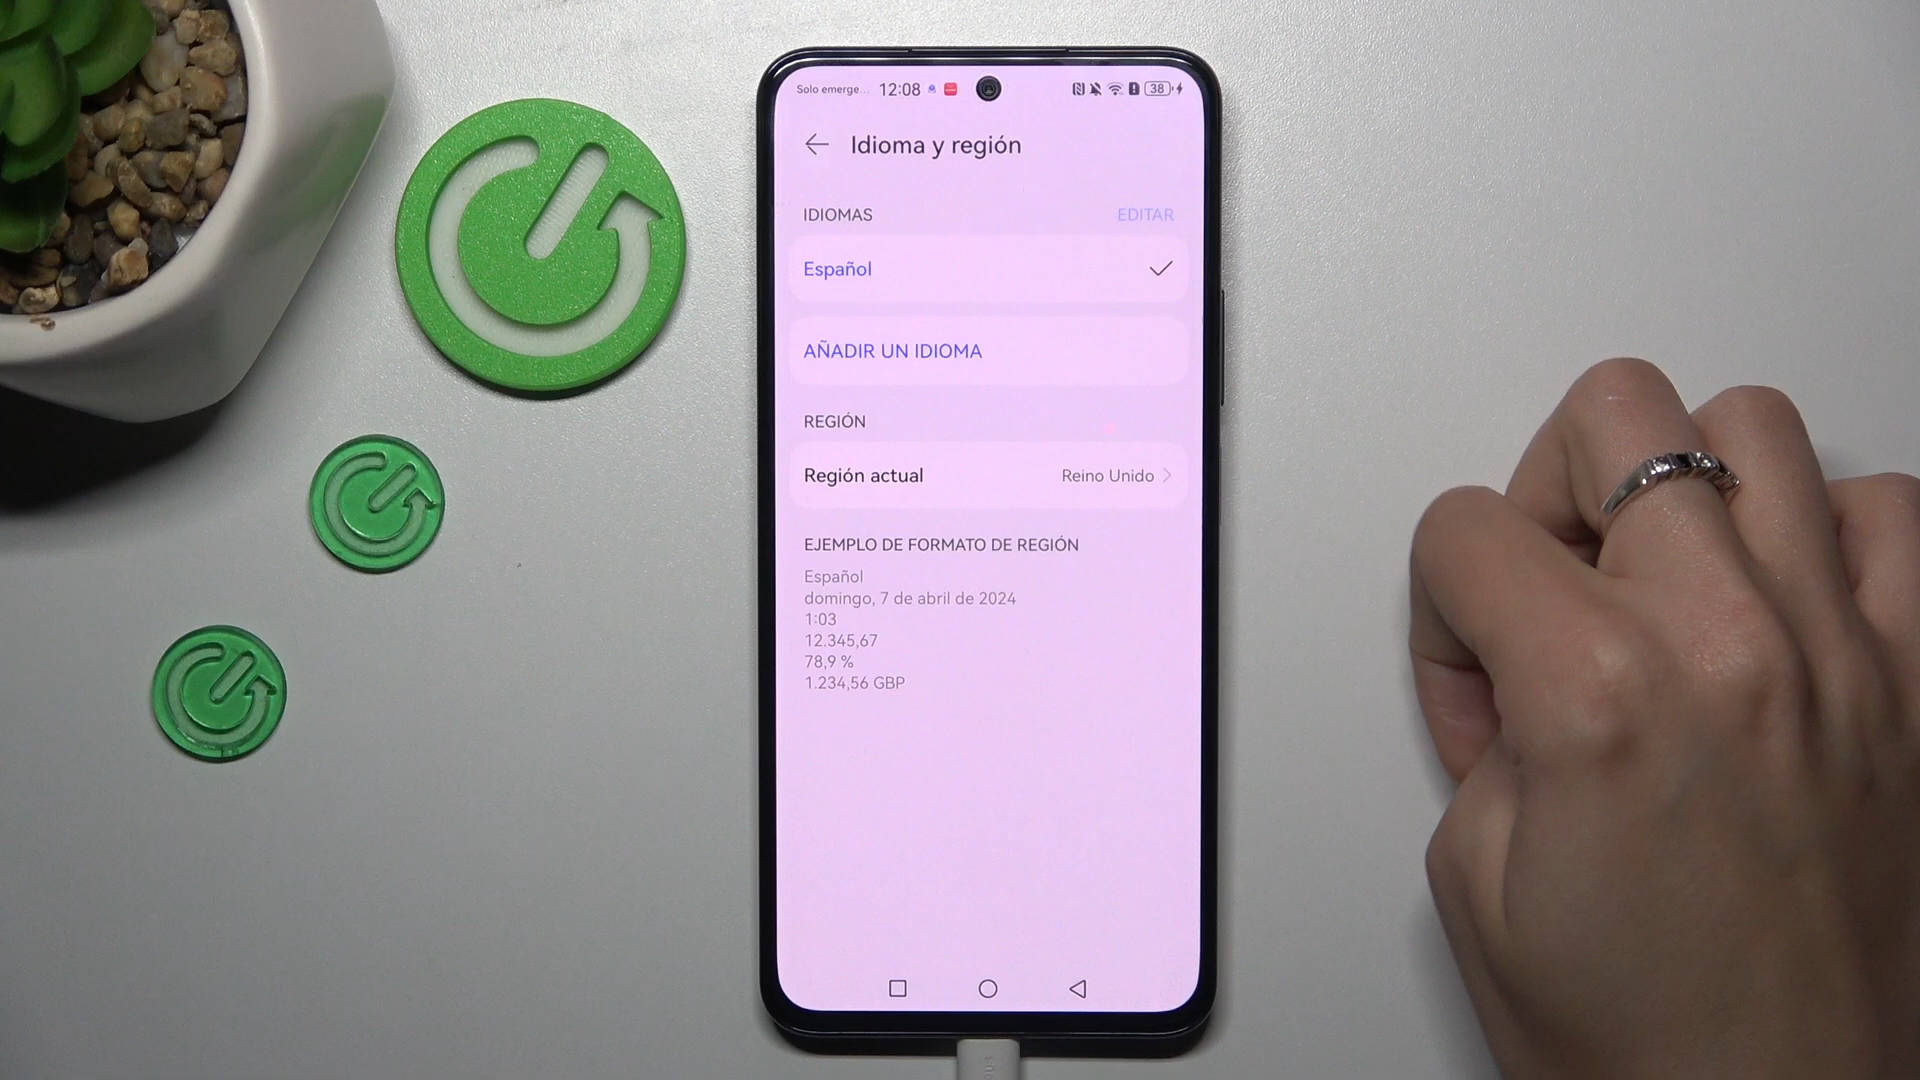 Solo emerge... 12:08 38
Idioma y región
IDIOMAS EDITAR
Español
AÑADIR UN IDIOMA
REGIÓN
Región actual Reino Unido
EJEMPLO DE FORMATO DE REGIÓN
Español
domingo, 7 de abril de 2024
1:03
12.345,67
78,9 %
1.234,56 GBP